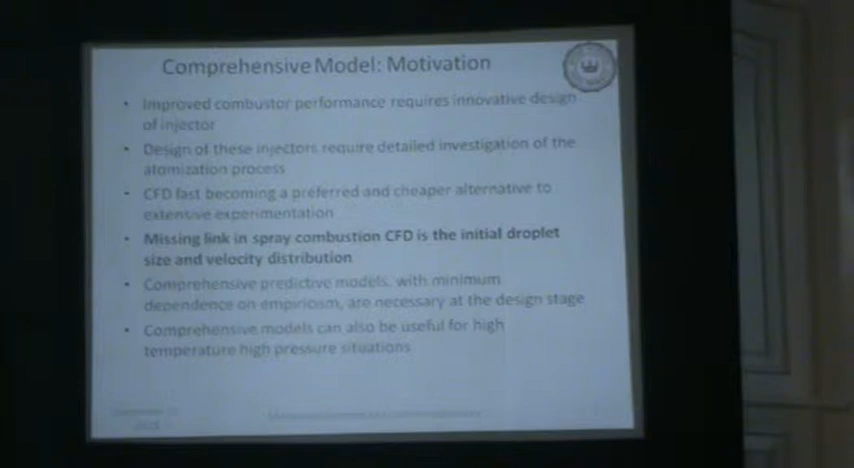 Comprehensive Model: Motivation
• Improved combustor performance requires innovative design
of injector
• Design of these injectors require detailed investigation of the
atomization process
• CFD fast becoming a preferred and cheaper alternative to
extensive experimentation
• Missing link in spray combustion CFD is the initial droplet
size and velocity distribution
• Comprehensive predictive models, with minimum
dependence on empiricism, are necessary at the design stage
• Comprehensive models can also be useful for high
temperature high pressure situations